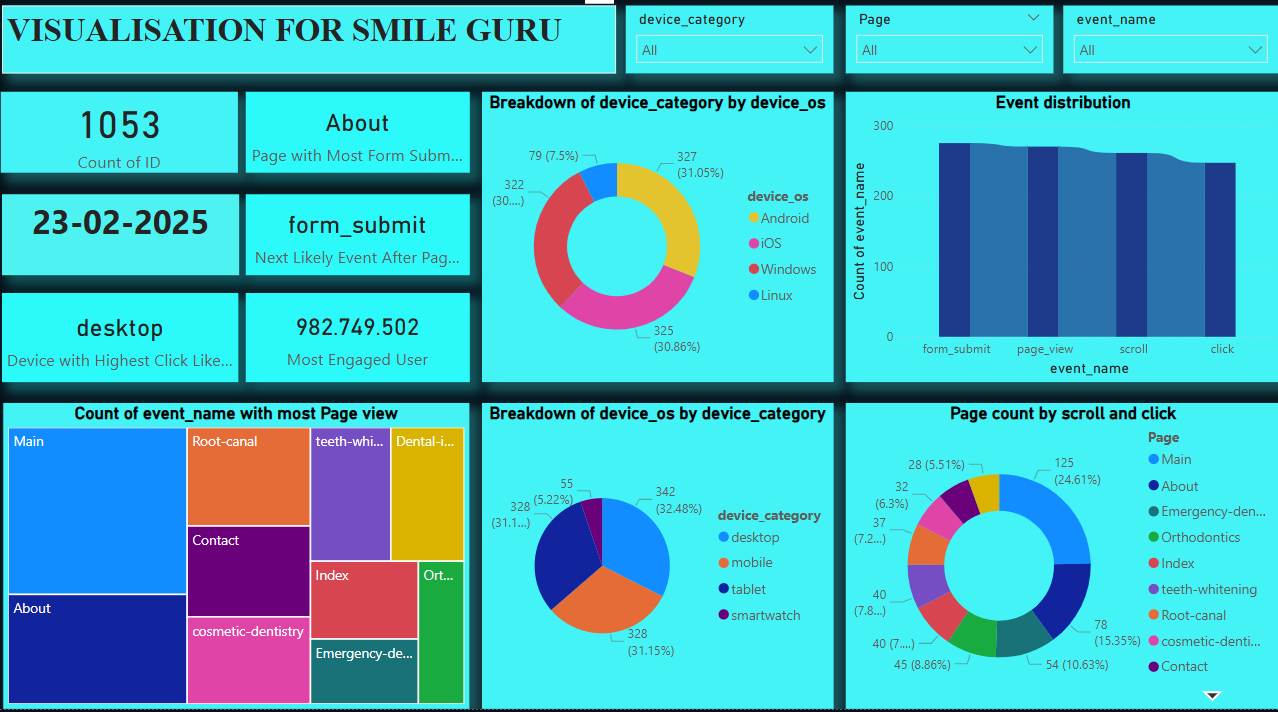 VISUALISATION FOR SMILE GURU
device_category
All
Page
All
event_name
All
1053
Count of ID
About
Page with Most Form Subm...
23-02-2025
form_submit
Next Likely Event After Pag...
desktop
Device with Highest Click Like...
982.749.502
Most Engaged User
Breakdown of device_category by device_os
79 (7.5%)
327
(31.05%)
322
(30....)
325
(30.86%)
device_os
Android
iOS
Windows
Linux
Event distribution
Count of event_name
300
200
100
0
form_submit
page_view
scroll
click
event_name
Count of event_name with most Page view
Main
About
Root-canal
Contact
cosmetic-dentistry
teeth-whi...
Dental-i...
Index
Emergency-de...
Ort...
Breakdown of device_os by device_category
55
(5.22%)
342
(32.48%)
328
(31.1...)
328
(31.15%)
device_category
desktop
mobile
tablet
smartwatch
Page count by scroll and click
28 (5.51%)
125
(24.61%)
32
(6.3%)
37
(7.2...)
40
(7.8...)
40 (7....)
45 (8.86%)
54 (10.63%)
78
(15.35%)
Page
Main
About
Emergency-den...
Orthodontics
Index
teeth-whitening
Root-canal
cosmetic-denti...
Contact